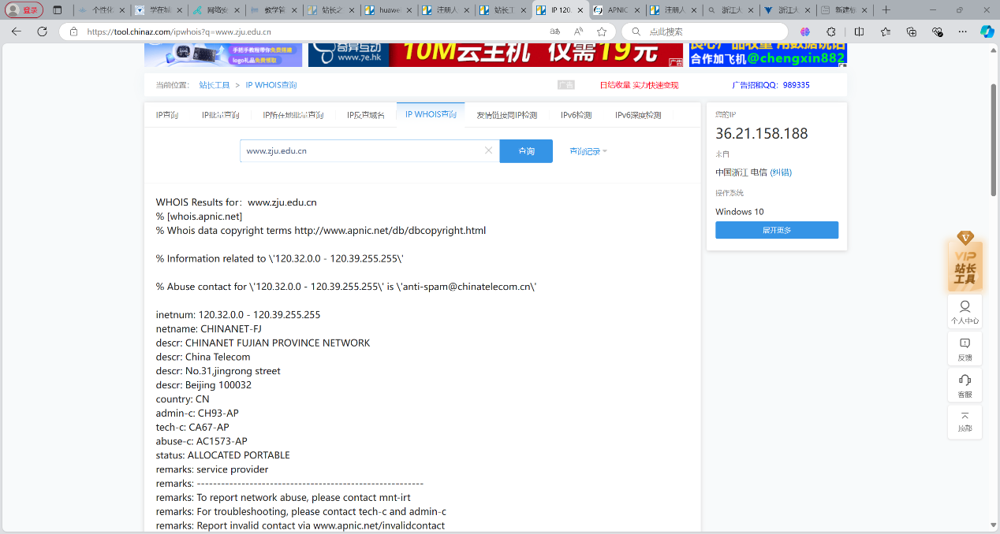 登录
个性化
学在城
网络安
教学管
站长之
huawei
注册人
站长工
IP 120.
APNIC
注册人
浙江大
浙江大
新建标
https://tool.chinaz.com/ipwhois?q=www.zju.edu.cn
点此搜索
手把手教程带你免费搭建
logo礼品免费领取
奇异互动
www.7e.hk
10M云主机 仅需19元
广告
良心产品收量 用数据说话
合作加飞机@chengxin882
当前位置: 站长工具 > IP WHOIS查询
广告
日结收量 实力快速变现
广告招租QQ: 989335
IP查询 IP批量查询 IP所在地批量查询 IP反查域名 IP WHOIS查询 友情链接同IP检测 IPv6检测 IPv6深度检测
www.zju.edu.cn
查询
查询记录
WHOIS Results for: www.zju.edu.cn
% [whois.apnic.net]
% Whois data copyright terms http://www.apnic.net/db/dbcopyright.html
% Information related to \'120.32.0.0 - 120.39.255.255\'
% Abuse contact for \'120.32.0.0 - 120.39.255.255\' is \'anti-spam@chinatelecom.cn\'
inetnum: 120.32.0.0 - 120.39.255.255
netname: CHINANET-FJ
descr: CHINANET FUJIAN PROVINCE NETWORK
descr: China Telecom
descr: No.31,jingrong street
descr: Beijing 100032
country: CN
admin-c: CH93-AP
tech-c: CA67-AP
abuse-c: AC1573-AP
status: ALLOCATED PORTABLE
remarks: service provider
remarks: --------------------------------------------------------
remarks: To report network abuse, please contact mnt-irt
remarks: For troubleshooting, please contact tech-c and admin-c
remarks: Report invalid contact via www.apnic.net/invalidcontact
您的IP
36.21.158.188
来自
中国浙江 电信 (纠错)
操作系统
Windows 10
展开更多
VIP
站长
工具
个人中心
反馈
客服
顶部